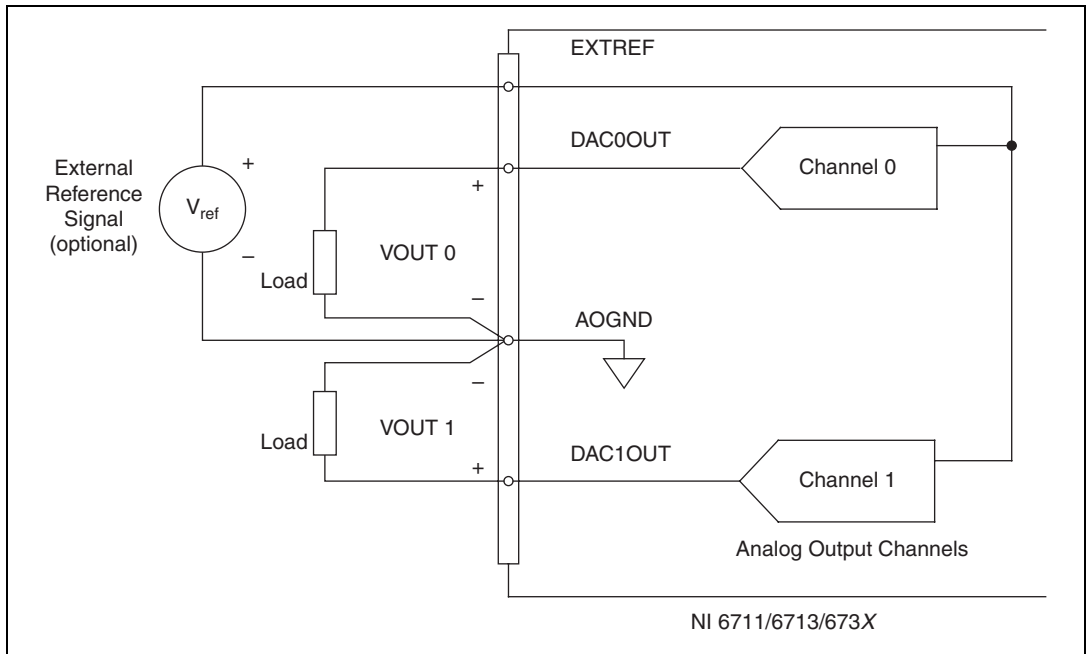 EXTREF
DAC0OUT
Channel 0
External
Reference
Signal
(optional)
+
Vref
–
+
VOUT 0
Load
–
AOGND
–
VOUT 1
Load
+
DAC1OUT
Channel 1
Analog Output Channels
NI 6711/6713/673X